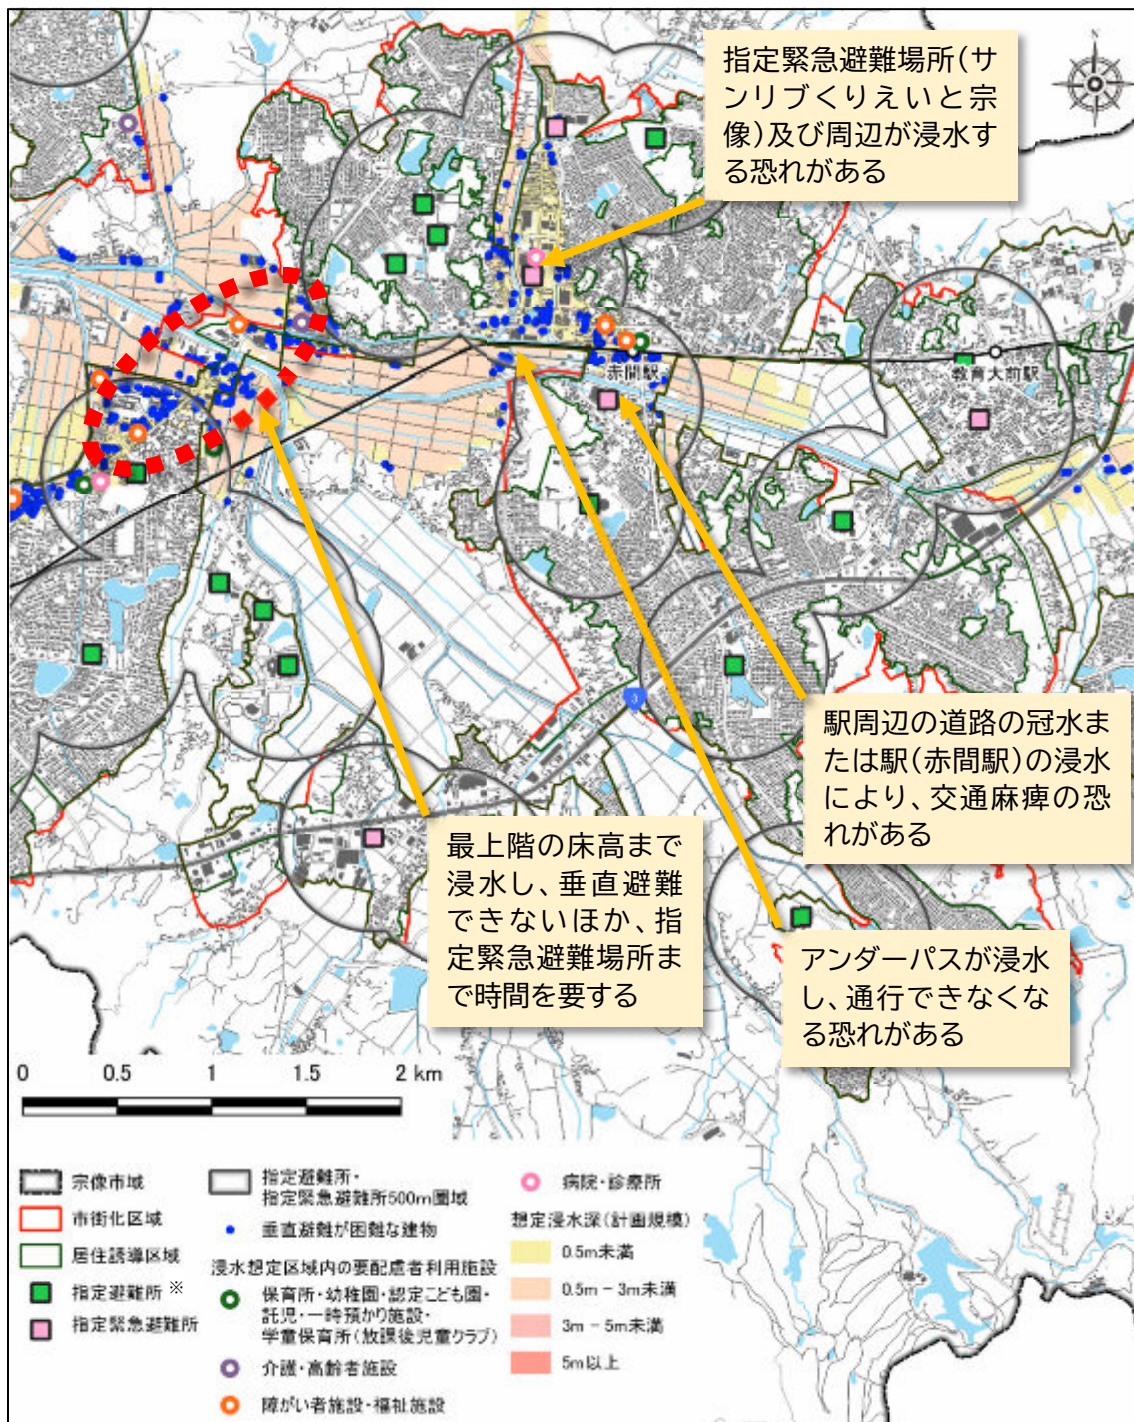 N
指定緊急避難場所(サ
ンリブくりえいと宗
像)及び周辺が浸水す
る恐れがある
赤間駅
教育大前駅
3
駅周辺の道路の冠水ま
たは駅(赤間駅)の浸水
により、交通麻痺の恐
れがある
最上階の床高まで
浸水し、垂直避難
できないほか、指
定緊急避難場所ま
で時間を要する
アンダーパスが浸水
し、通行できなくな
る恐れがある
0 0.5 1 1.5 2 km
宗像市域
市街化区域
居住誘導区域
指定避難所 ※
指定緊急避難所
指定避難所・
指定緊急避難所500m圏域
垂直避難が困難な建物
浸水想定区域内の要配慮者利用施設
保育所・幼稚園・認定こども園・
託児・一時預かり施設・
学童保育所(放課後児童クラブ)
介護・高齢者施設
障がい者施設・福祉施設
病院・診療所
想定浸水深(計画規模)
0.5m未満
0.5m - 3m未満
3m - 5m未満
5m以上